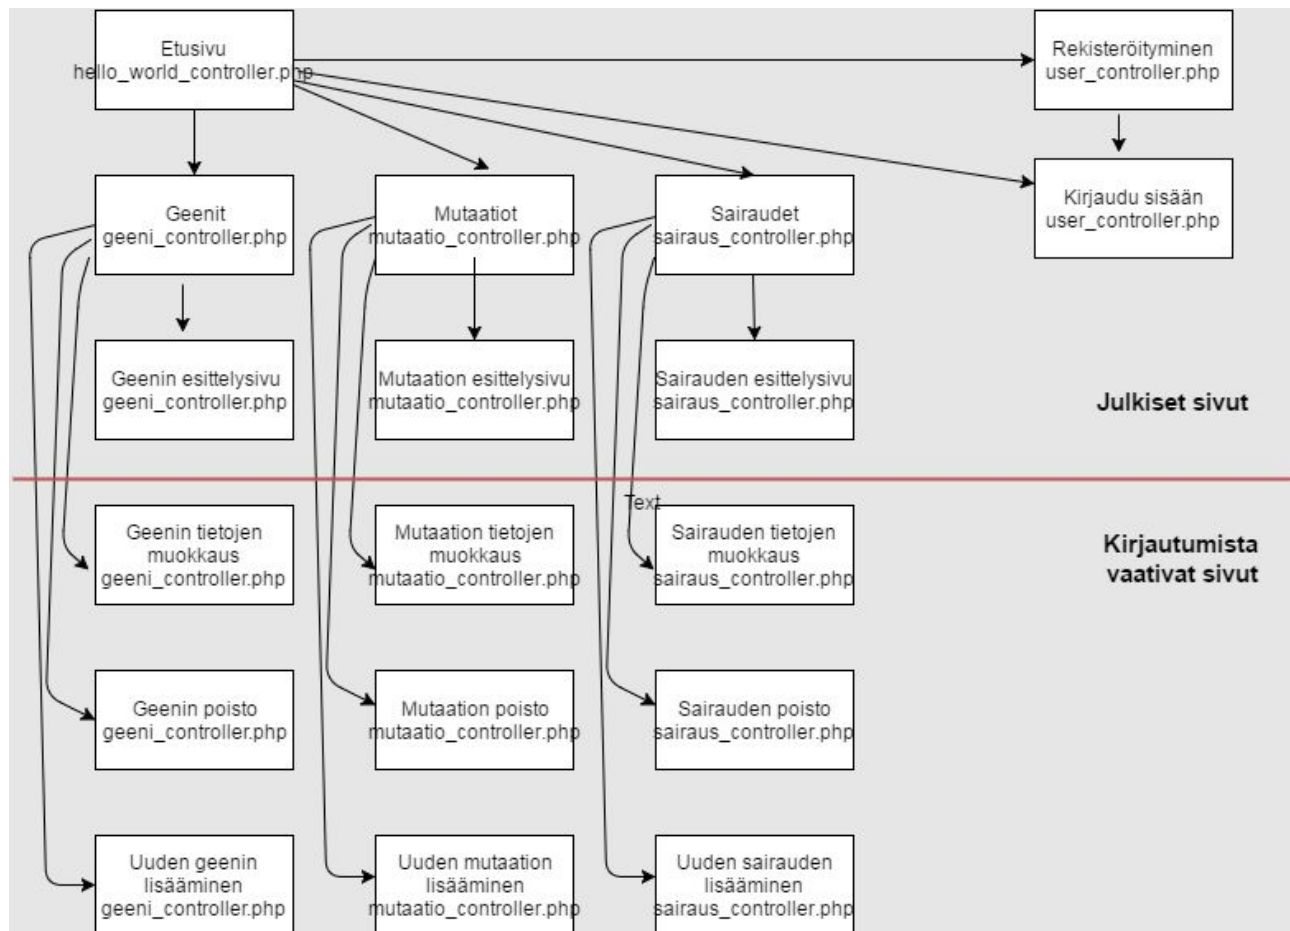 Etusivu
hello_world_controller.php
Rekisteröityminen
user_controller.php
Kirjaudu sisään
user_controller.php
Geenit
geeni_controller.php
Mutaatiot
mutaatio_controller.php
Sairaudet
sairaus_controller.php
Geenin esittelysivu
geeni_controller.php
Mutaation esittelysivu
mutaatio_controller.php
Sairauden esittelysivu
sairaus_controller.php
Julkiset sivut
Text
Geenin tietojen
muokkaus
geeni_controller.php
Mutaation tietojen
muokkaus
mutaatio_controller.php
Sairauden tietojen
muokkaus
sairaus_controller.php
Kirjautumista
vaativat sivut
Geenin poisto
geeni_controller.php
Mutaation poisto
mutaatio_controller.php
Sairauden poisto
sairaus_controller.php
Uuden geenin
lisääminen
geeni_controller.php
Uuden mutaation
lisääminen
mutaatio_controller.php
Uuden sairauden
lisääminen
sairaus_controller.php